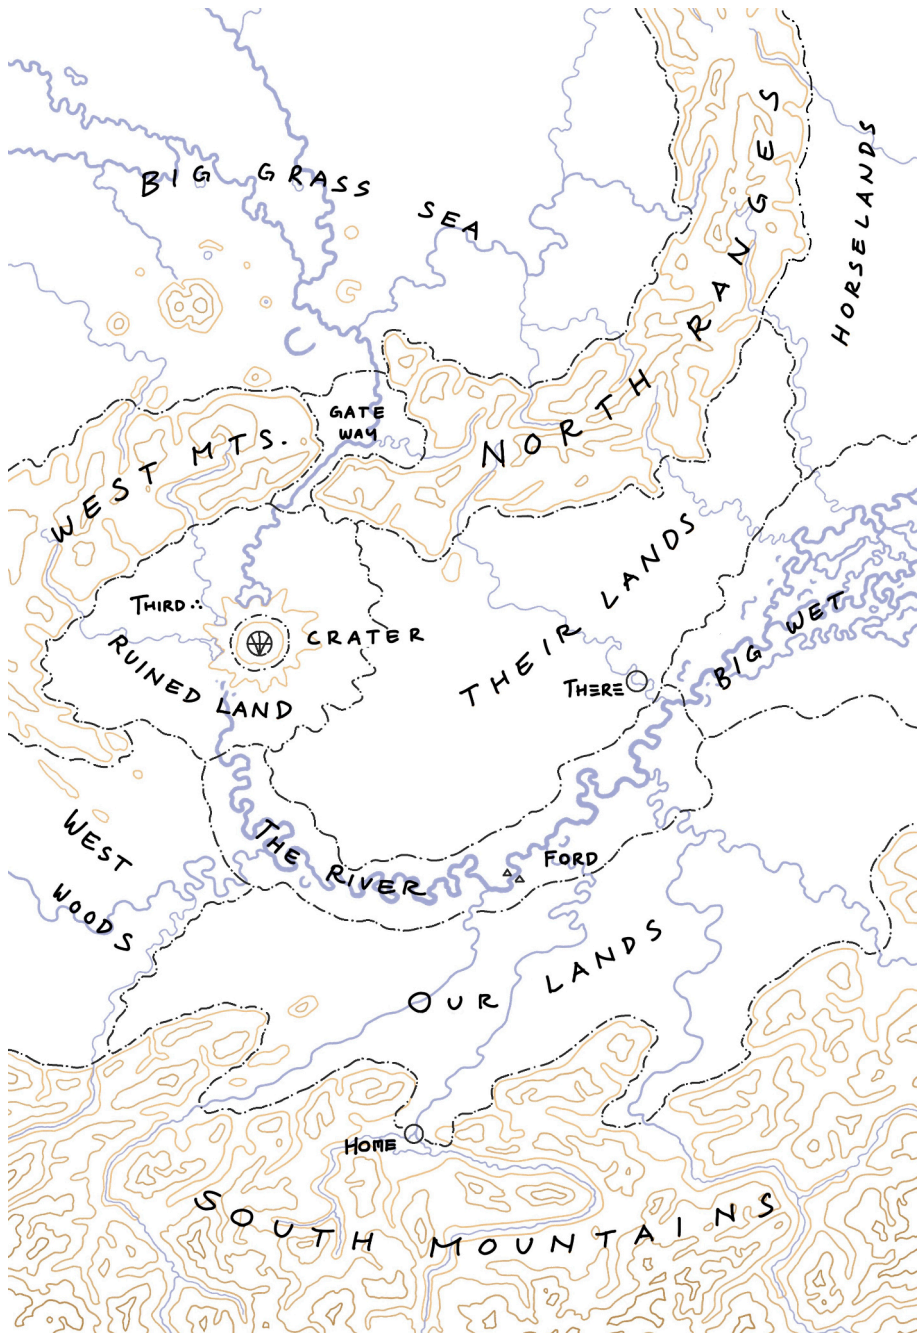 BIG GRASS SEA
NORTH RANGES
HORSELANDS
GATE
WAY
WEST MTS.
THEIR LANDS
THIRD
CRATER
BIG WET
RUINED LAND
THERE
WEST
WOODS
THE RIVER
FORD
OUR LANDS
HOME
SOUTH MOUNTAINS